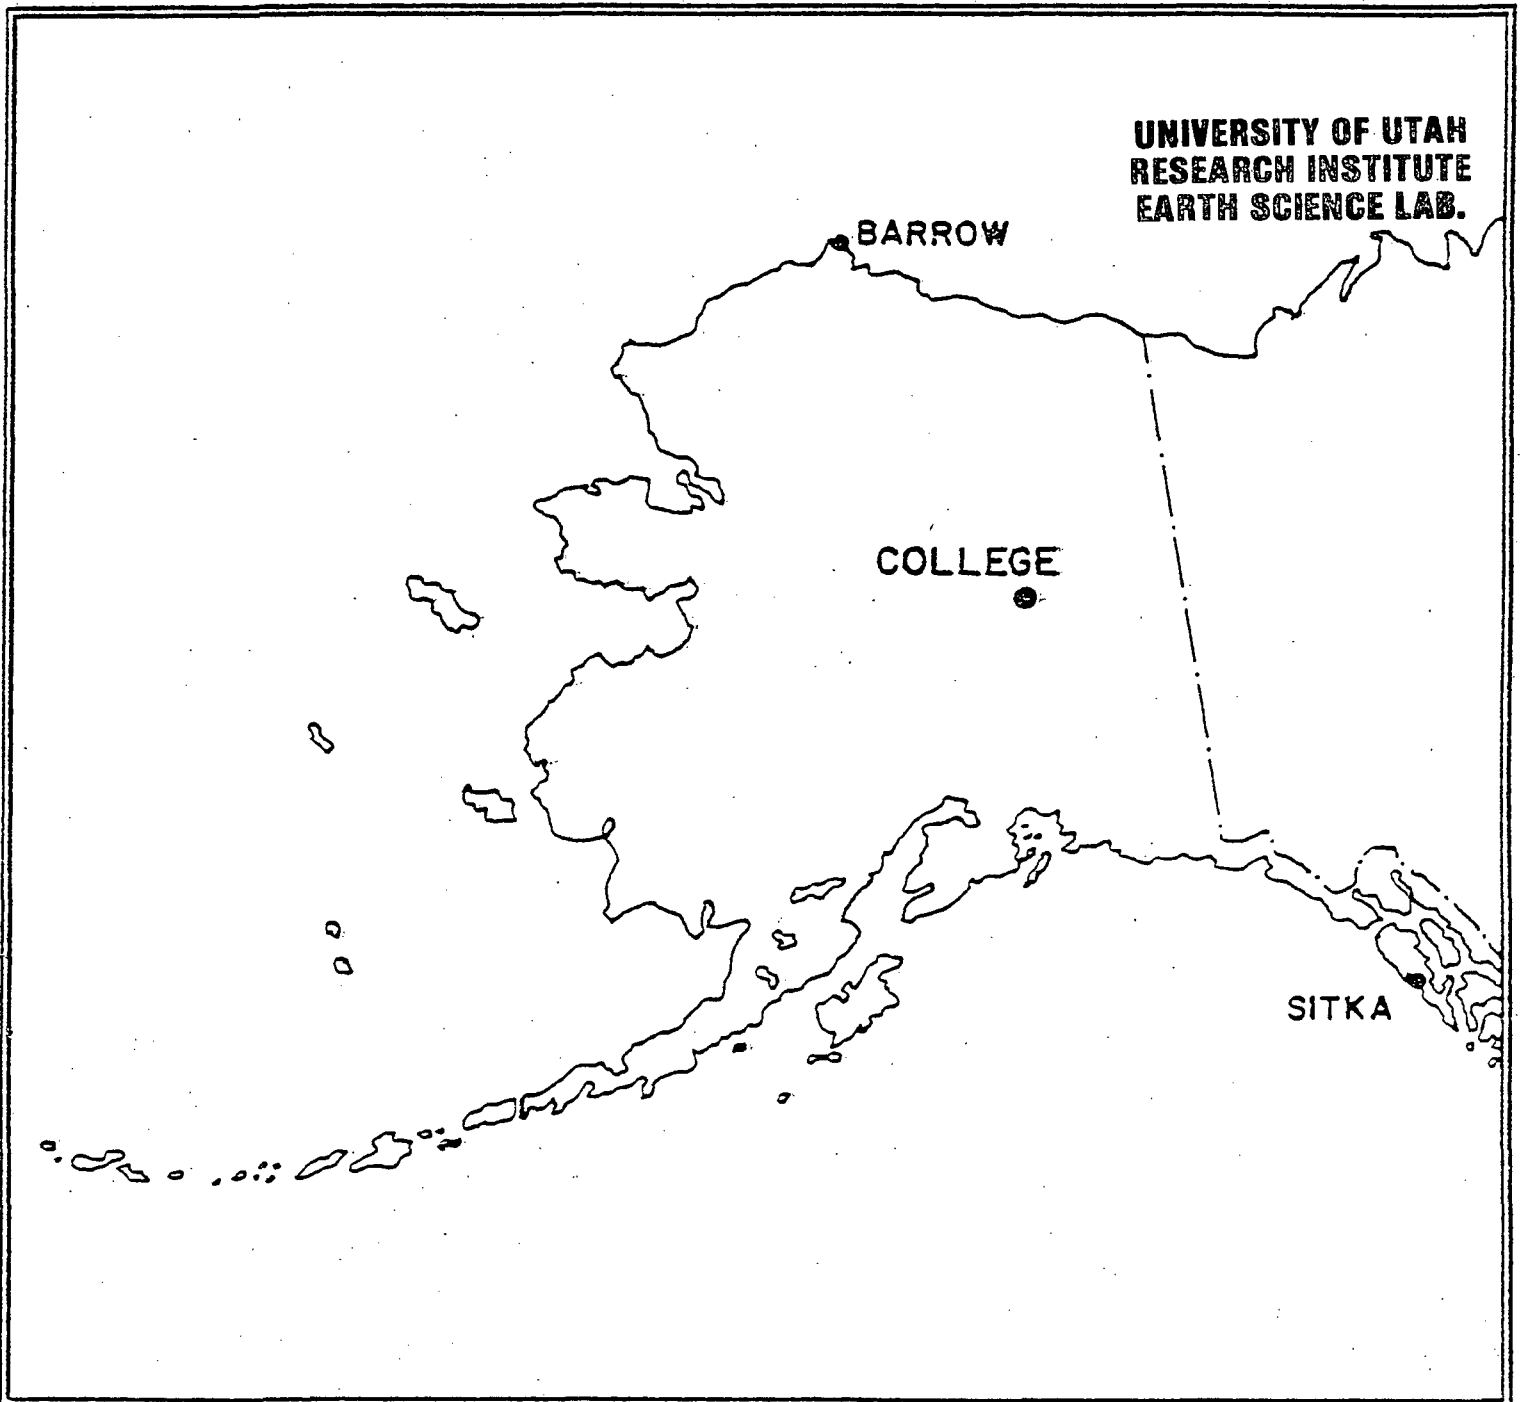 UNIVERSITY OF UTAH
RESEARCH INSTITUTE
EARTH SCIENCE LAB.
BARROW
COLLEGE
SITKA